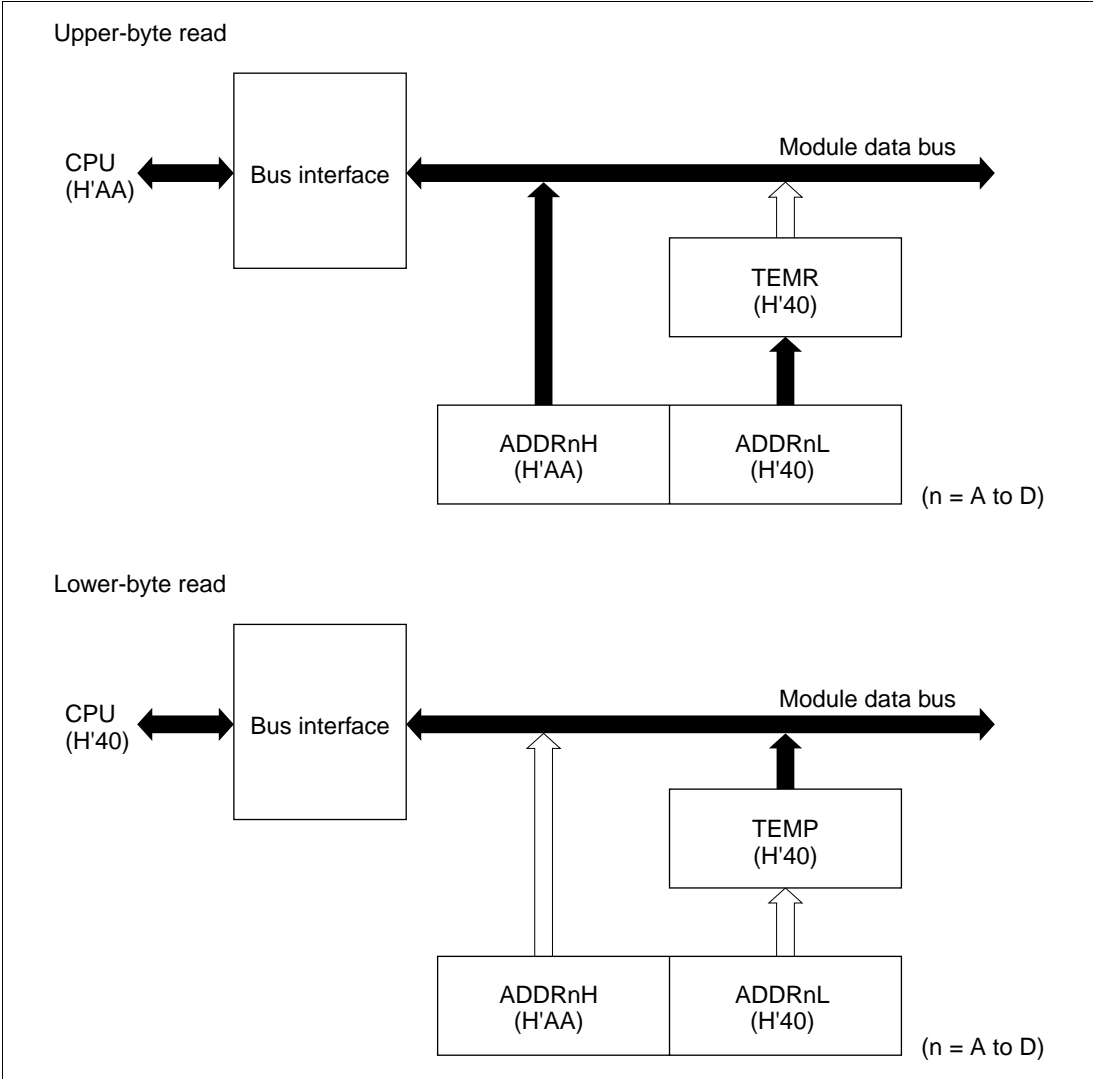 Upper-byte read
Module data bus
CPU
(H'AA)
Bus interface
TEMR
(H'40)
ADDRnH
(H'AA)
ADDRnL
(H'40)
(n = A to D)
Lower-byte read
Module data bus
CPU
(H'40)
Bus interface
TEMP
(H'40)
ADDRnH
(H'AA)
ADDRnL
(H'40)
(n = A to D)